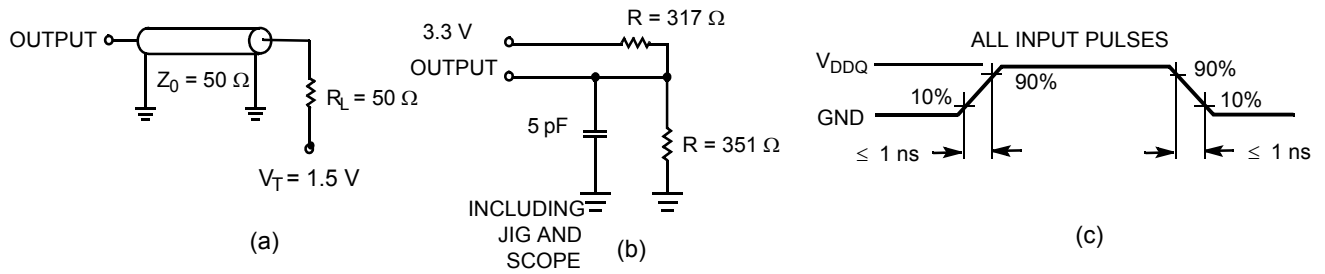 OUTPUT
Z0 = 50 Ω
RL = 50 Ω
VT = 1.5 V
(a)
R = 317 Ω
3.3 V
OUTPUT
5 pF
R = 351 Ω
INCLUDING
JIG AND
SCOPE
(b)
ALL INPUT PULSES
VDDQ
90%
10%
90%
10%
GND
≤ 1 ns
≤ 1 ns
(c)